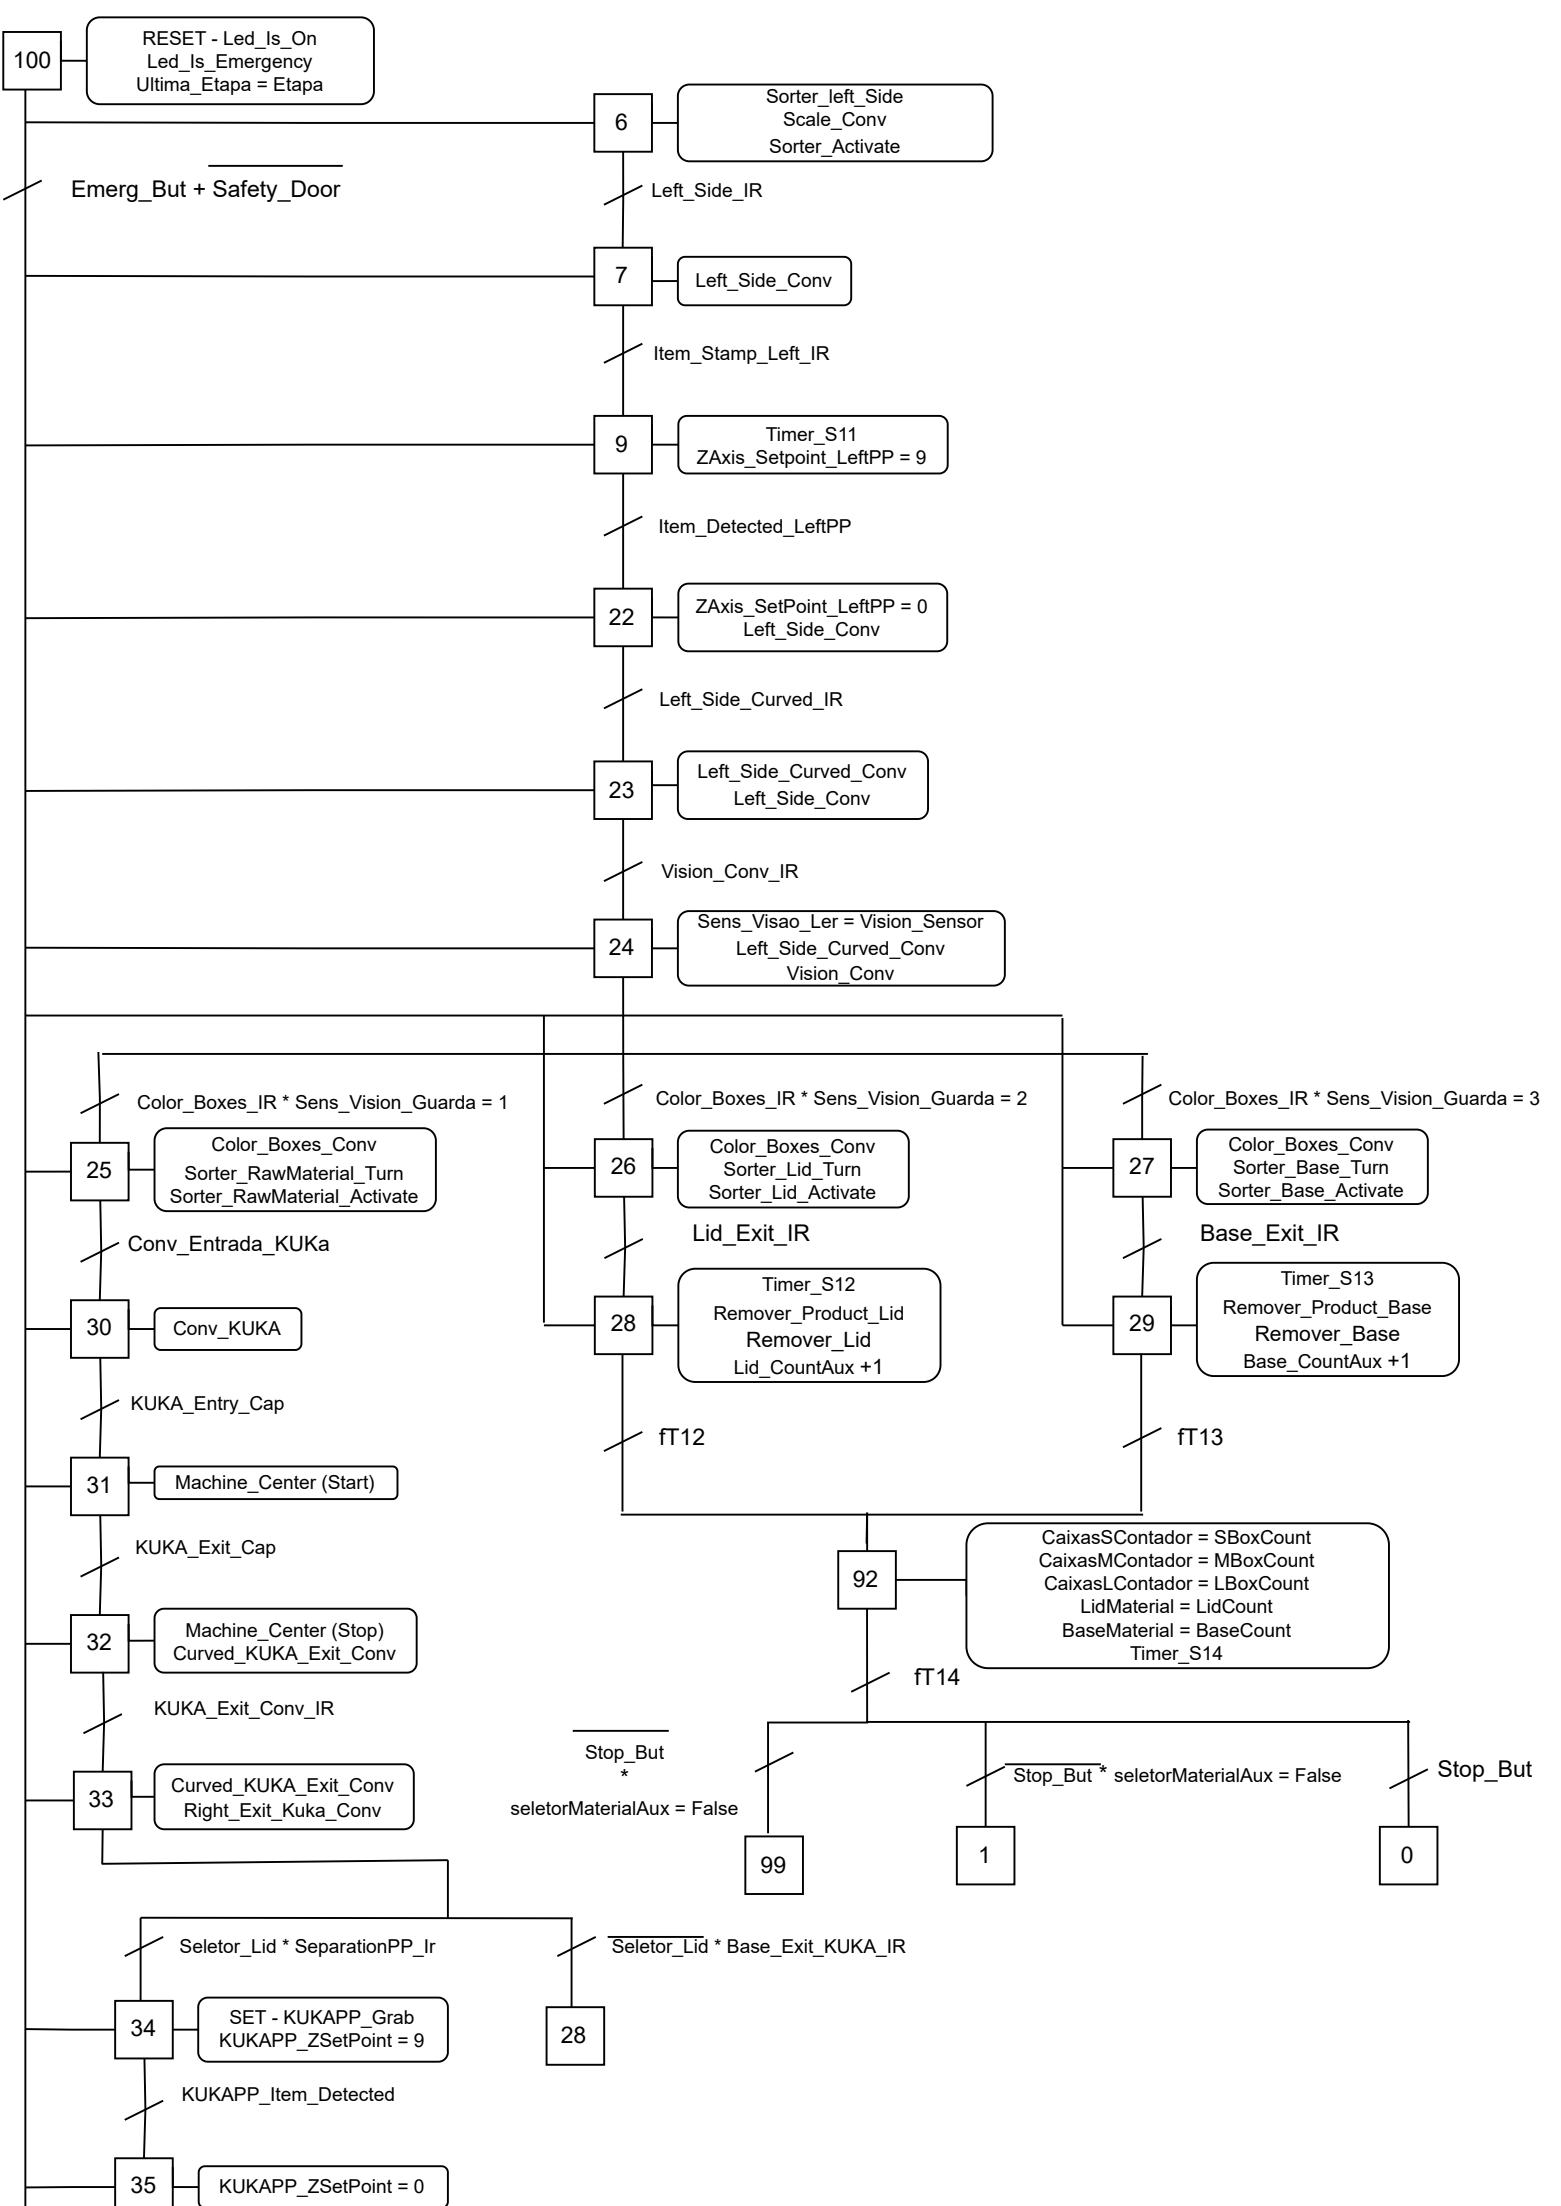 100
RESET - Led_Is_On
Led_Is_Emergency
Ultima_Etapa = Etapa
6
Sorter_left_Side
Scale_Conv
Sorter_Activate
Emerg_But + Safety_Door
Left_Side_IR
7
Left_Side_Conv
Item_Stamp_Left_IR
9
Timer_S11
ZAxis_Setpoint_LeftPP = 9
Item_Detected_LeftPP
22
ZAxis_SetPoint_LeftPP = 0
Left_Side_Conv
Left_Side_Curved_IR
23
Left_Side_Curved_Conv
Left_Side_Conv
Vision_Conv_IR
24
Sens_Visao_Ler = Vision_Sensor
Left_Side_Curved_Conv
Vision_Conv
Color_Boxes_IR * Sens_Vision_Guarda = 1
Color_Boxes_IR * Sens_Vision_Guarda = 2
Color_Boxes_IR * Sens_Vision_Guarda = 3
25
Color_Boxes_Conv
Sorter_RawMaterial_Turn
Sorter_RawMaterial_Activate
26
Color_Boxes_Conv
Sorter_Lid_Turn
Sorter_Lid_Activate
27
Color_Boxes_Conv
Sorter_Base_Turn
Sorter_Base_Activate
Conv_Entrada_KUKa
Lid_Exit_IR
Base_Exit_IR
30
Conv_KUKA
28
Timer_S12
Remover_Product_Lid
Remover_Lid
Lid_CountAux +1
29
Timer_S13
Remover_Product_Base
Remover_Base
Base_CountAux +1
KUKA_Entry_Cap
fT12
fT13
31
Machine_Center (Start)
KUKA_Exit_Cap
92
CaixasSContador = SBoxCount
CaixasMContador = MBoxCount
CaixasLContador = LBoxCount
LidMaterial = LidCount
BaseMaterial = BaseCount
Timer_S14
32
Machine_Center (Stop)
Curved_KUKA_Exit_Conv
fT14
KUKA_Exit_Conv_IR
Stop_But
*
seletorMaterialAux = False
Stop_But * seletorMaterialAux = False
Stop_But
33
Curved_KUKA_Exit_Conv
Right_Exit_Kuka_Conv
99
1
0
Seletor_Lid * SeparationPP_Ir
Seletor_Lid * Base_Exit_KUKA_IR
34
SET - KUKAPP_Grab
KUKAPP_ZSetPoint = 9
28
KUKAPP_Item_Detected
35
KUKAPP_ZSetPoint = 0